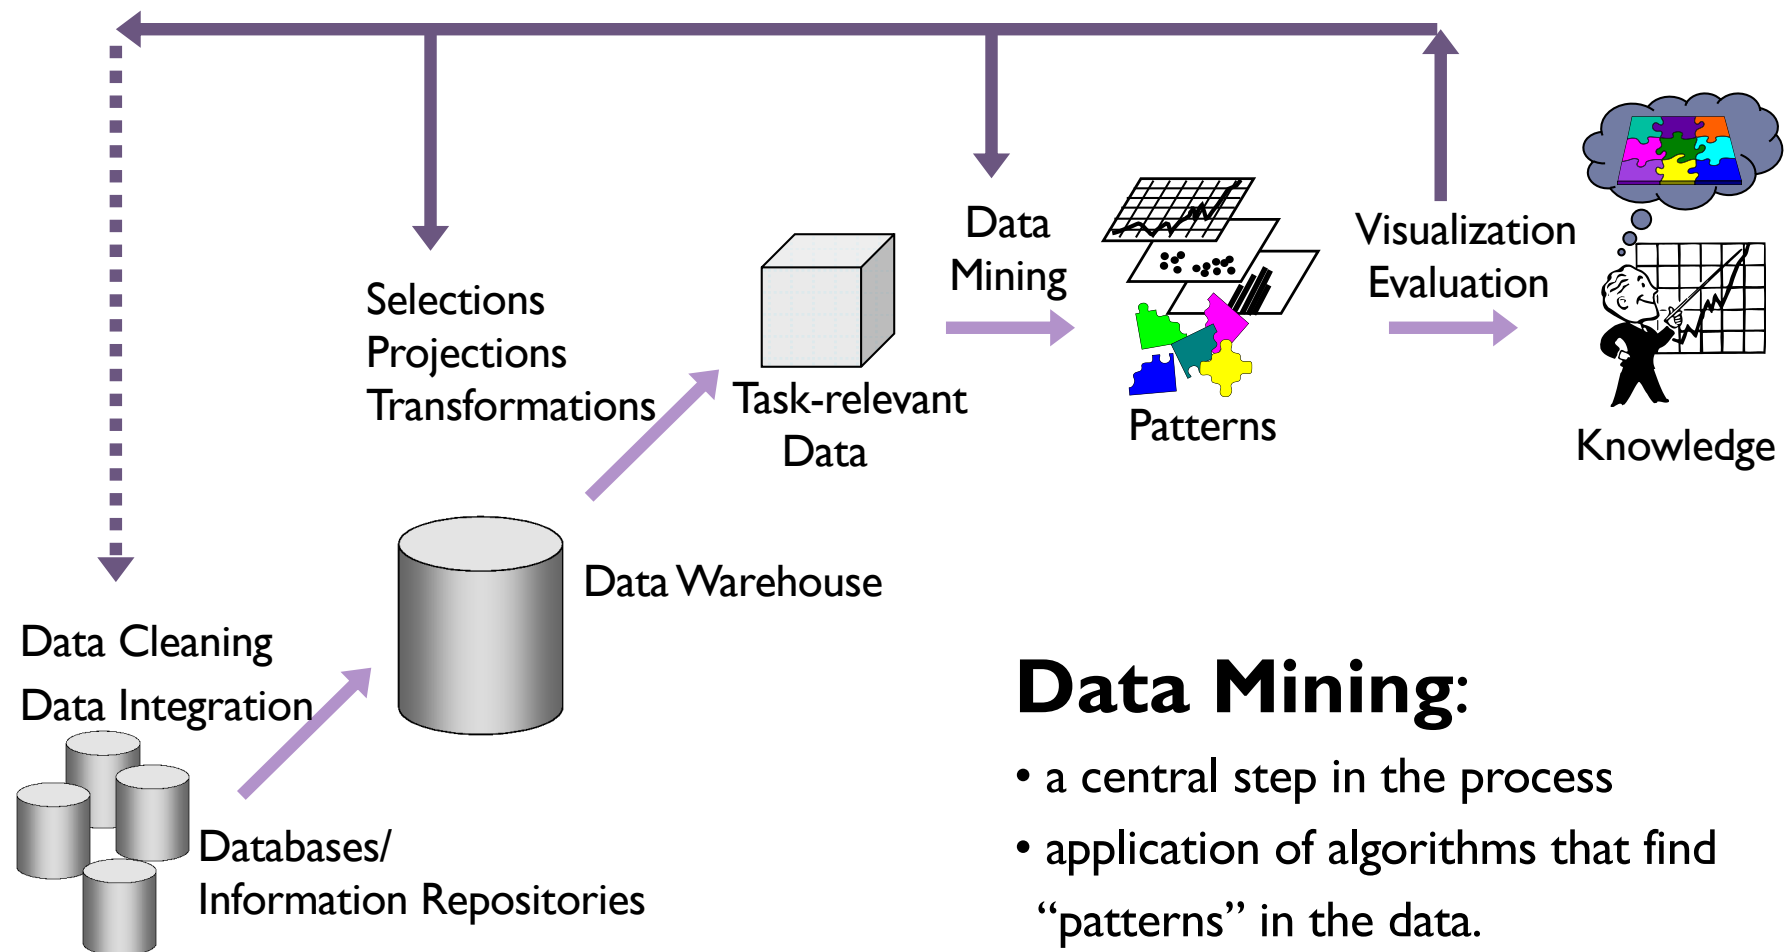 Data
Mining
Visualization
Evaluation
Selections
Projections
Transformations
Task-relevant
Data
Patterns
Knowledge
Data Warehouse
Data Cleaning
Data Integration
Databases/
Information Repositories
Data Mining:
• a central step in the process
• application of algorithms that find
“patterns” in the data.